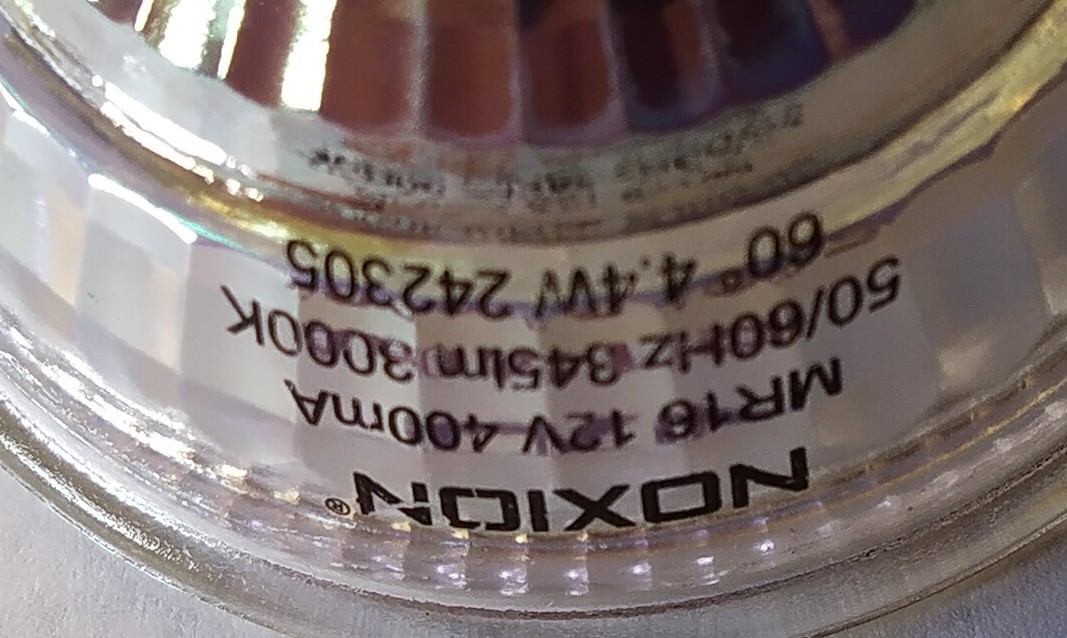 NOXION®
MR16 12V 400mA
50/60Hz 345lm 3000K
60° 4.4W 242305